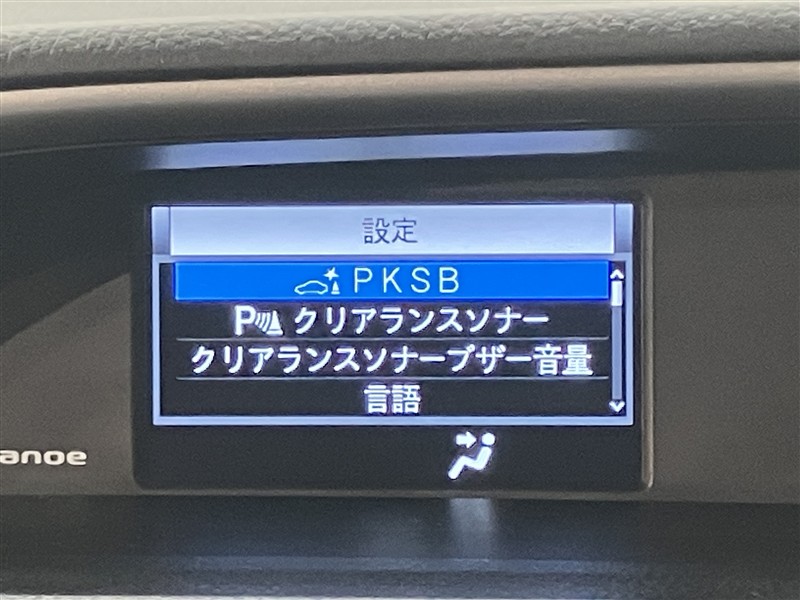 設定
PKSB
P クリアランスソナー
クリアランスソナーブザー音量
言語
anoe